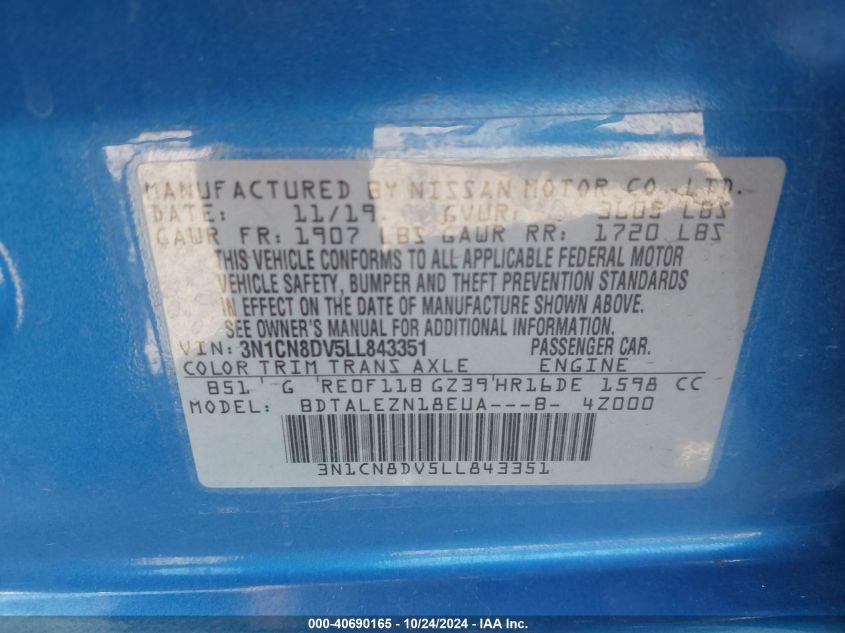 MANUFACTURED BY NISSAN MOTOR CO., LTD.
DATE: 11/19 GVWR: 3605 LBS
GAWR FR: 1907 LBS GAWR RR: 1720 LBS
THIS VEHICLE CONFORMS TO ALL APPLICABLE FEDERAL MOTOR
VEHICLE SAFETY, BUMPER AND THEFT PREVENTION STANDARDS
IN EFFECT ON THE DATE OF MANUFACTURE SHOWN ABOVE.
SEE OWNER'S MANUAL FOR ADDITIONAL INFORMATION.
VIN: 3N1CN8DV5LL843351 PASSENGER CAR.
COLOR TRIM TRANS AXLE ENGINE
B51 G RE0F11B GZ39 HR16DE 1598 CC
MODEL: BDTALEZN18EUA---B- 4Z000
3N1CN8DV5LL843351
000-40690165 - 10/24/2024 - IAA Inc.